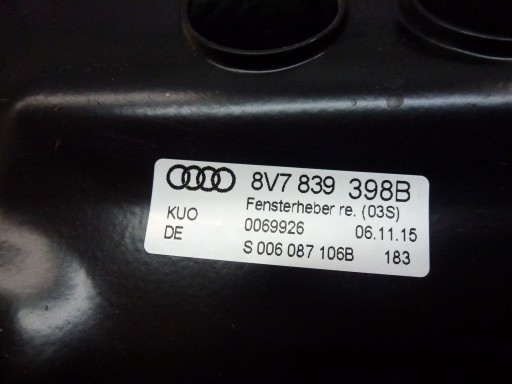 8V7 839 398B
KUO Fensterheber re. (03S)
DE 0069926 06.11.15
S 006 087 106B 183